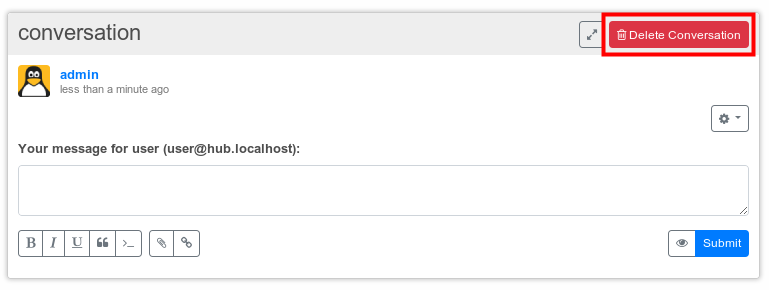 conversation
Delete Conversation
admin
less than a minute ago
Your message for user (user@hub.localhost):
B I U >_
Submit